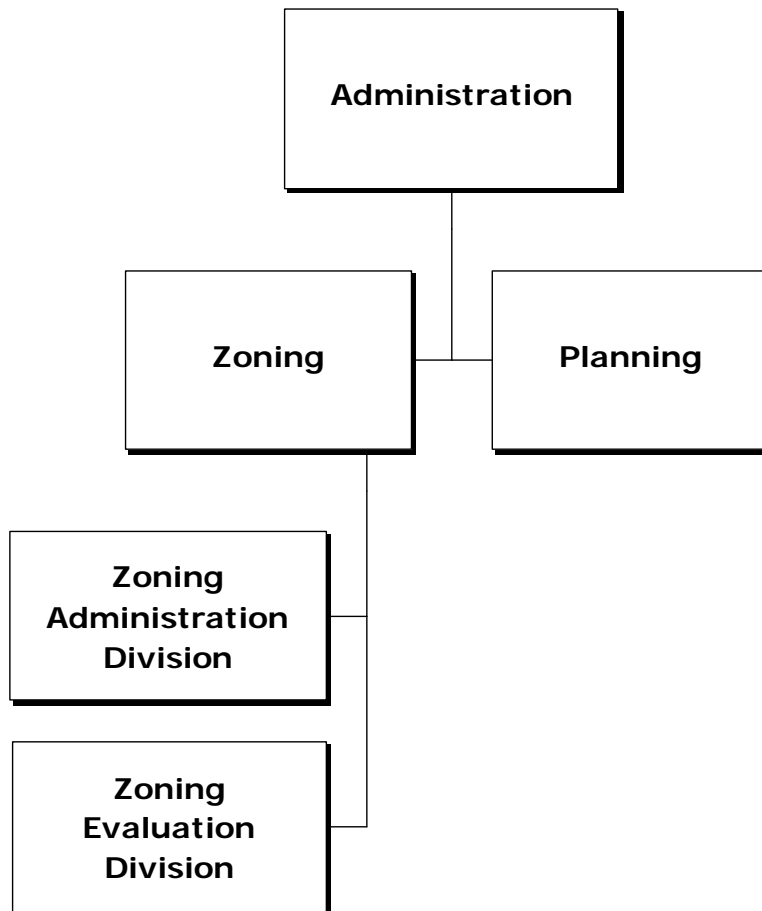 Administration
Zoning
Planning
Zoning
Administration
Division
Zoning
Evaluation
Division